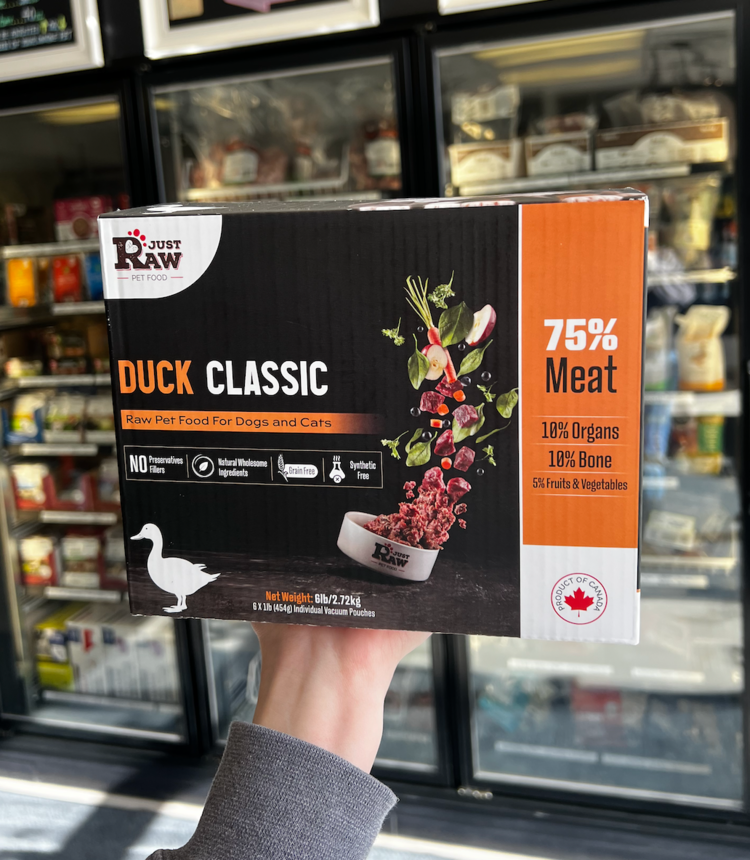 JUST
RAW
PET FOOD
DUCK CLASSIC
Raw Pet Food For Dogs and Cats
NO Preservatives Fillers
Natural Wholesome Ingredients
Grain Free
Synthetic Free
JUST
RAW
PET FOOD
Net Weight: 6lb/2.72kg
6 X 1lb (454g) Individual Vacuum Pouches
75%
Meat
10% Organs
10% Bone
5% Fruits & Vegetables
PRODUCT OF CANADA